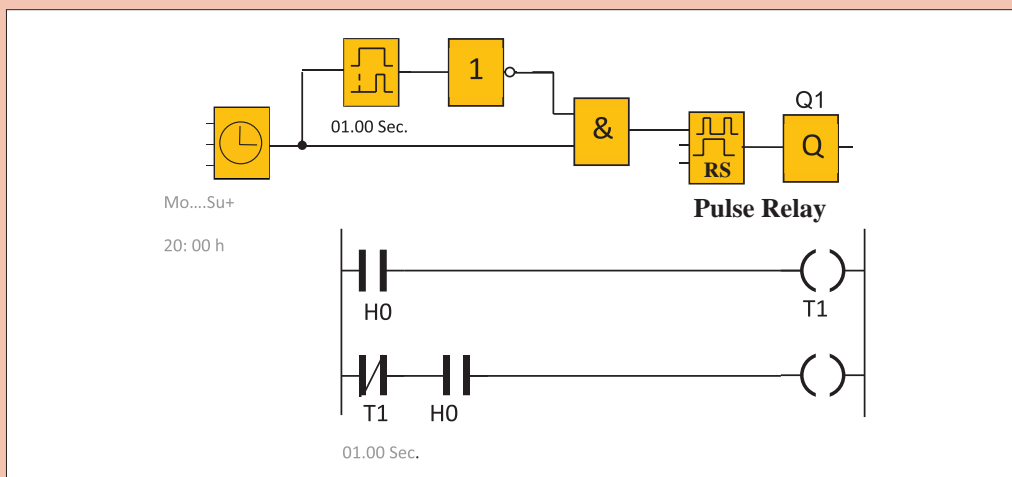 1
01.00 Sec.
&
Q1
Q
RS
Pulse Relay
Mo....Su+
20: 00 h
H0
T1
T1
H0
01.00 Sec.